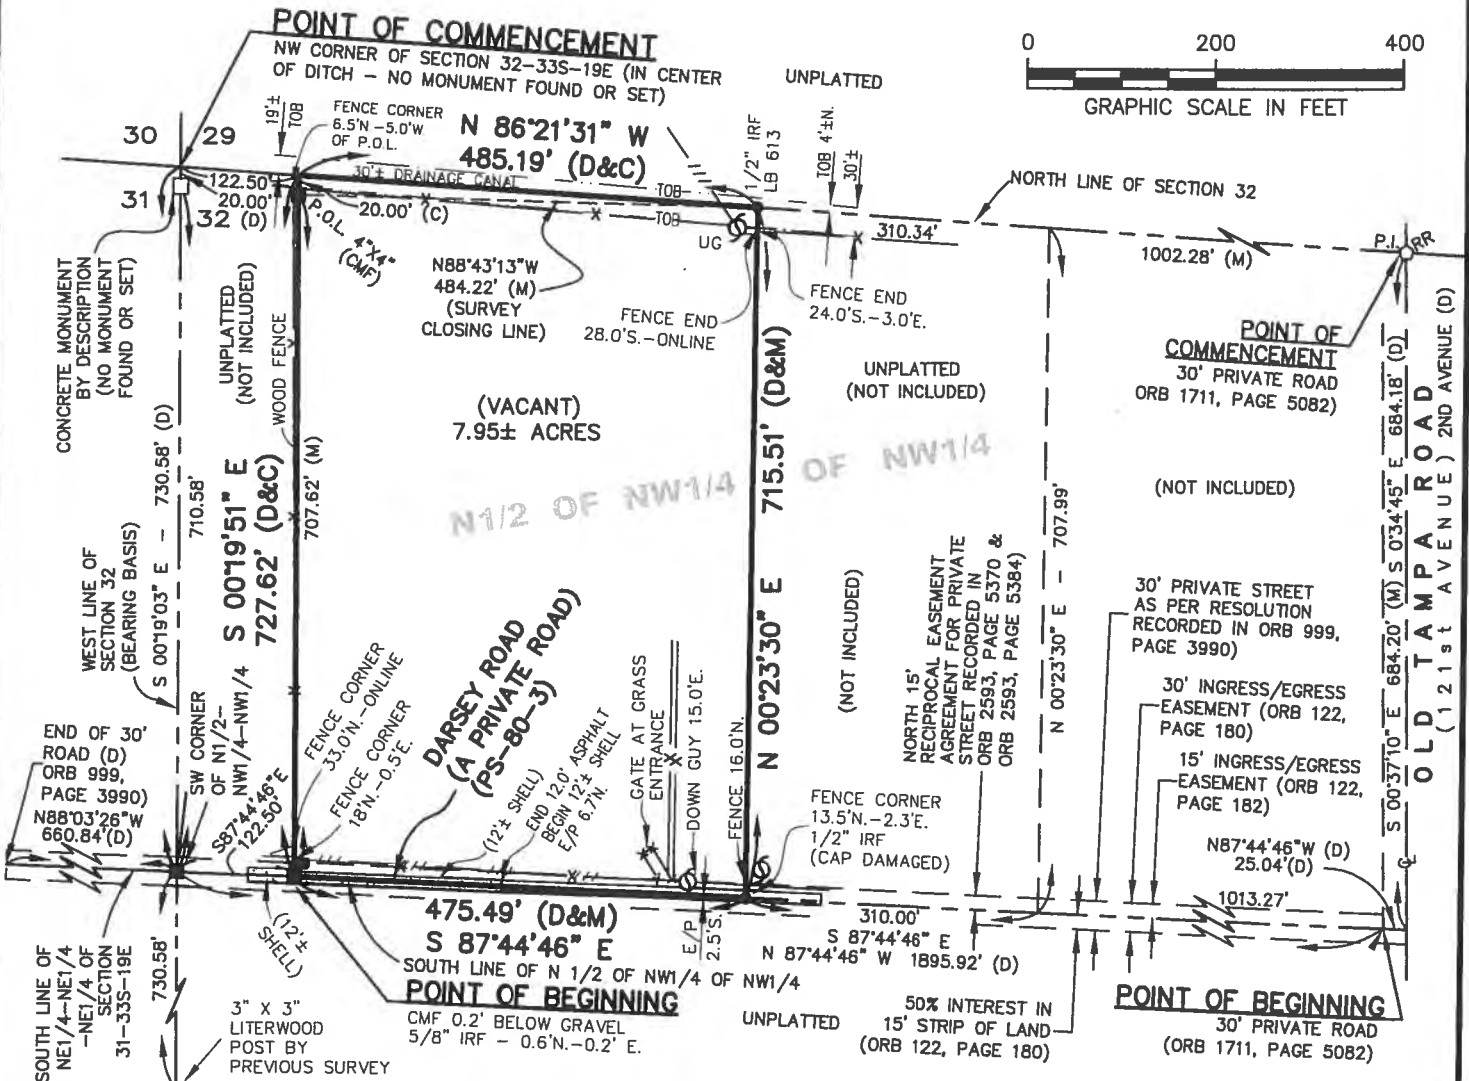 POINT OF COMMENCEMENT
NW CORNER OF SECTION 32-33S-19E (IN CENTER
OF DITCH - NO MONUMENT FOUND OR SET)
UNPLATTED
0 200 400
GRAPHIC SCALE IN FEET
30 29
31
32 (D)
19'±
TOB
FENCE CORNER
6.5'N -5.0'W
OF P.O.L.
N 86°21'31" W
485.19' (D&C)
30'± DRAINAGE CANAL
TOB
TOB
1/2" IRF
LB 613
TOB 4'±N.
30'±
NORTH LINE OF SECTION 32
122.50'
20.00'
20.00' (C)
P.O.L.
4"X4"
(CMF)
UG
310.34'
1002.28' (M)
P.I.
RR
CONCRETE MONUMENT
BY DESCRIPTION
(NO MONUMENT
FOUND OR SET)
UNPLATTED
(NOT INCLUDED)
WOOD FENCE
N88°43'13"W
484.22' (M)
(SURVEY
CLOSING LINE)
FENCE END
28.0'S.-ONLINE
FENCE END
24.0'S.-3.0'E.
POINT OF
COMMENCEMENT
30' PRIVATE ROAD
ORB 1711, PAGE 5082)
UNPLATTED
(NOT INCLUDED)
(VACANT)
7.95± ACRES
N1/2 OF NW1/4 OF NW1/4
(NOT INCLUDED)
WEST LINE OF
SECTION 32
(BEARING BASIS)
S 00°19'03" E - 730.58' (D)
710.58'
S 00°19'51" E
727.62' (D&C)
707.62' (M)
N 00°23'30" E 715.51' (D&M)
(NOT INCLUDED)
NORTH 15'
RECIPROCAL EASEMENT
AGREEMENT FOR PRIVATE
STREET RECORDED IN
ORB 2593, PAGE 5370 &
ORB 2593, PAGE 5384)
N 00°23'30" E - 707.99'
30' PRIVATE STREET
AS PER RESOLUTION
RECORDED IN ORB 999,
PAGE 3990)
30' INGRESS/EGRESS
EASEMENT (ORB 122,
PAGE 180)
15' INGRESS/EGRESS
EASEMENT (ORB 122,
PAGE 182)
S 00°37'10" E 684.20' (M) S 0°34'45" E 684.18' (D)
OLD TAMPA ROAD
(121st AVENUE) 2ND AVENUE (D)
END OF 30'
ROAD (D)
ORB 999,
PAGE 3990)
N88°03'26"W
660.84'(D)
SW CORNER
OF N1/2-
NW1/4-NW1/4
S87°44'46"E
122.50'
FENCE CORNER
33.0'N.-ONLINE
FENCE CORNER
18'N.-0.5'E.
DARSEY ROAD
(A PRIVATE ROAD)
(PS-80-3)
(12'± SHELL)
END 12.0' ASPHALT
BEGIN 12'± SHELL
E/P 6.7'N.
GATE AT GRASS
ENTRANCE
DOWN GUY 15.0'E.
FENCE 16.0'N.
FENCE CORNER
13.5'N.-2.3'E.
1/2" IRF
(CAP DAMAGED)
N87°44'46"W (D)
25.04'(D)
1013.27'
(12'±
SHELL)
475.49' (D&M)
S 87°44'46" E
E/P
2.5'S.
310.00'
S 87°44'46" E
N 87°44'46" W 1895.92' (D)
SOUTH LINE OF N 1/2 OF NW1/4 OF NW1/4
POINT OF BEGINNING
CMF 0.2' BELOW GRAVEL
5/8" IRF - 0.6'N.-0.2' E.
SOUTH LINE OF
NE1/4-NE1/4
-NE1/4 OF
SECTION
31-33S-19E
730.58'
3" X 3"
LITERWOOD
POST BY
PREVIOUS SURVEY
UNPLATTED
50% INTEREST IN
15' STRIP OF LAND
(ORB 122, PAGE 180)
POINT OF BEGINNING
30' PRIVATE ROAD
(ORB 1711, PAGE 5082)